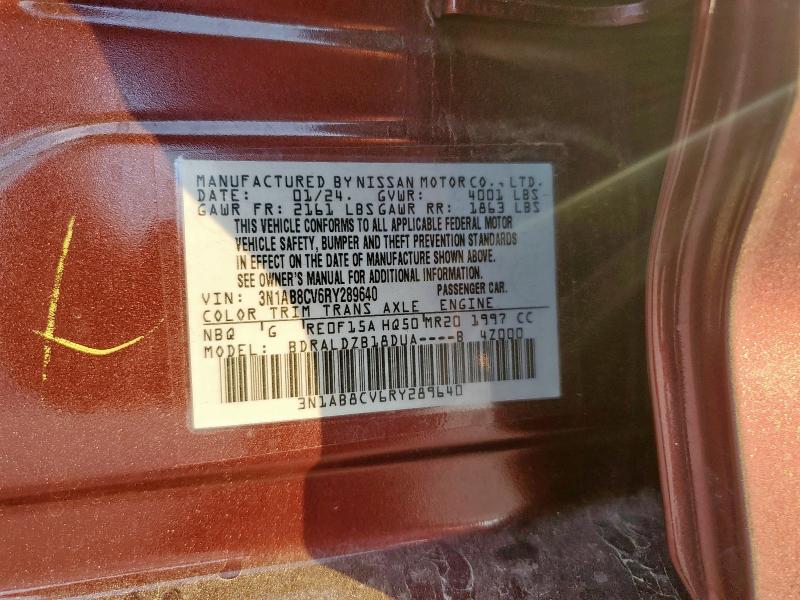 MANUFACTURED BY NISSAN MOTOR CO., LTD.
DATE: 01/24. GVWR: 4001 LBS
GAWR FR: 2161 LBS GAWR RR: 1863 LBS
THIS VEHICLE CONFORMS TO ALL APPLICABLE FEDERAL MOTOR
VEHICLE SAFETY, BUMPER AND THEFT PREVENTION STANDARDS
IN EFFECT ON THE DATE OF MANUFACTURE SHOWN ABOVE.
SEE OWNER'S MANUAL FOR ADDITIONAL INFORMATION.
VIN: 3N1AB8CV6RY289640 PASSENGER CAR.
COLOR TRIM TRANS AXLE ENGINE
NBQ 'G 'RE0F15A HQ50'MR20 1997 CC
MODEL: BDRALDZB18DUA----B 4Z000
3N1AB8CV6RY289640